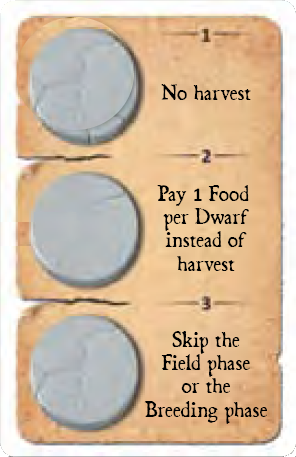 1
No harvest
2
Pay 1 Food
per Dwarf
instead of
harvest
3
Skip the
Field phase
or the
Breeding phase